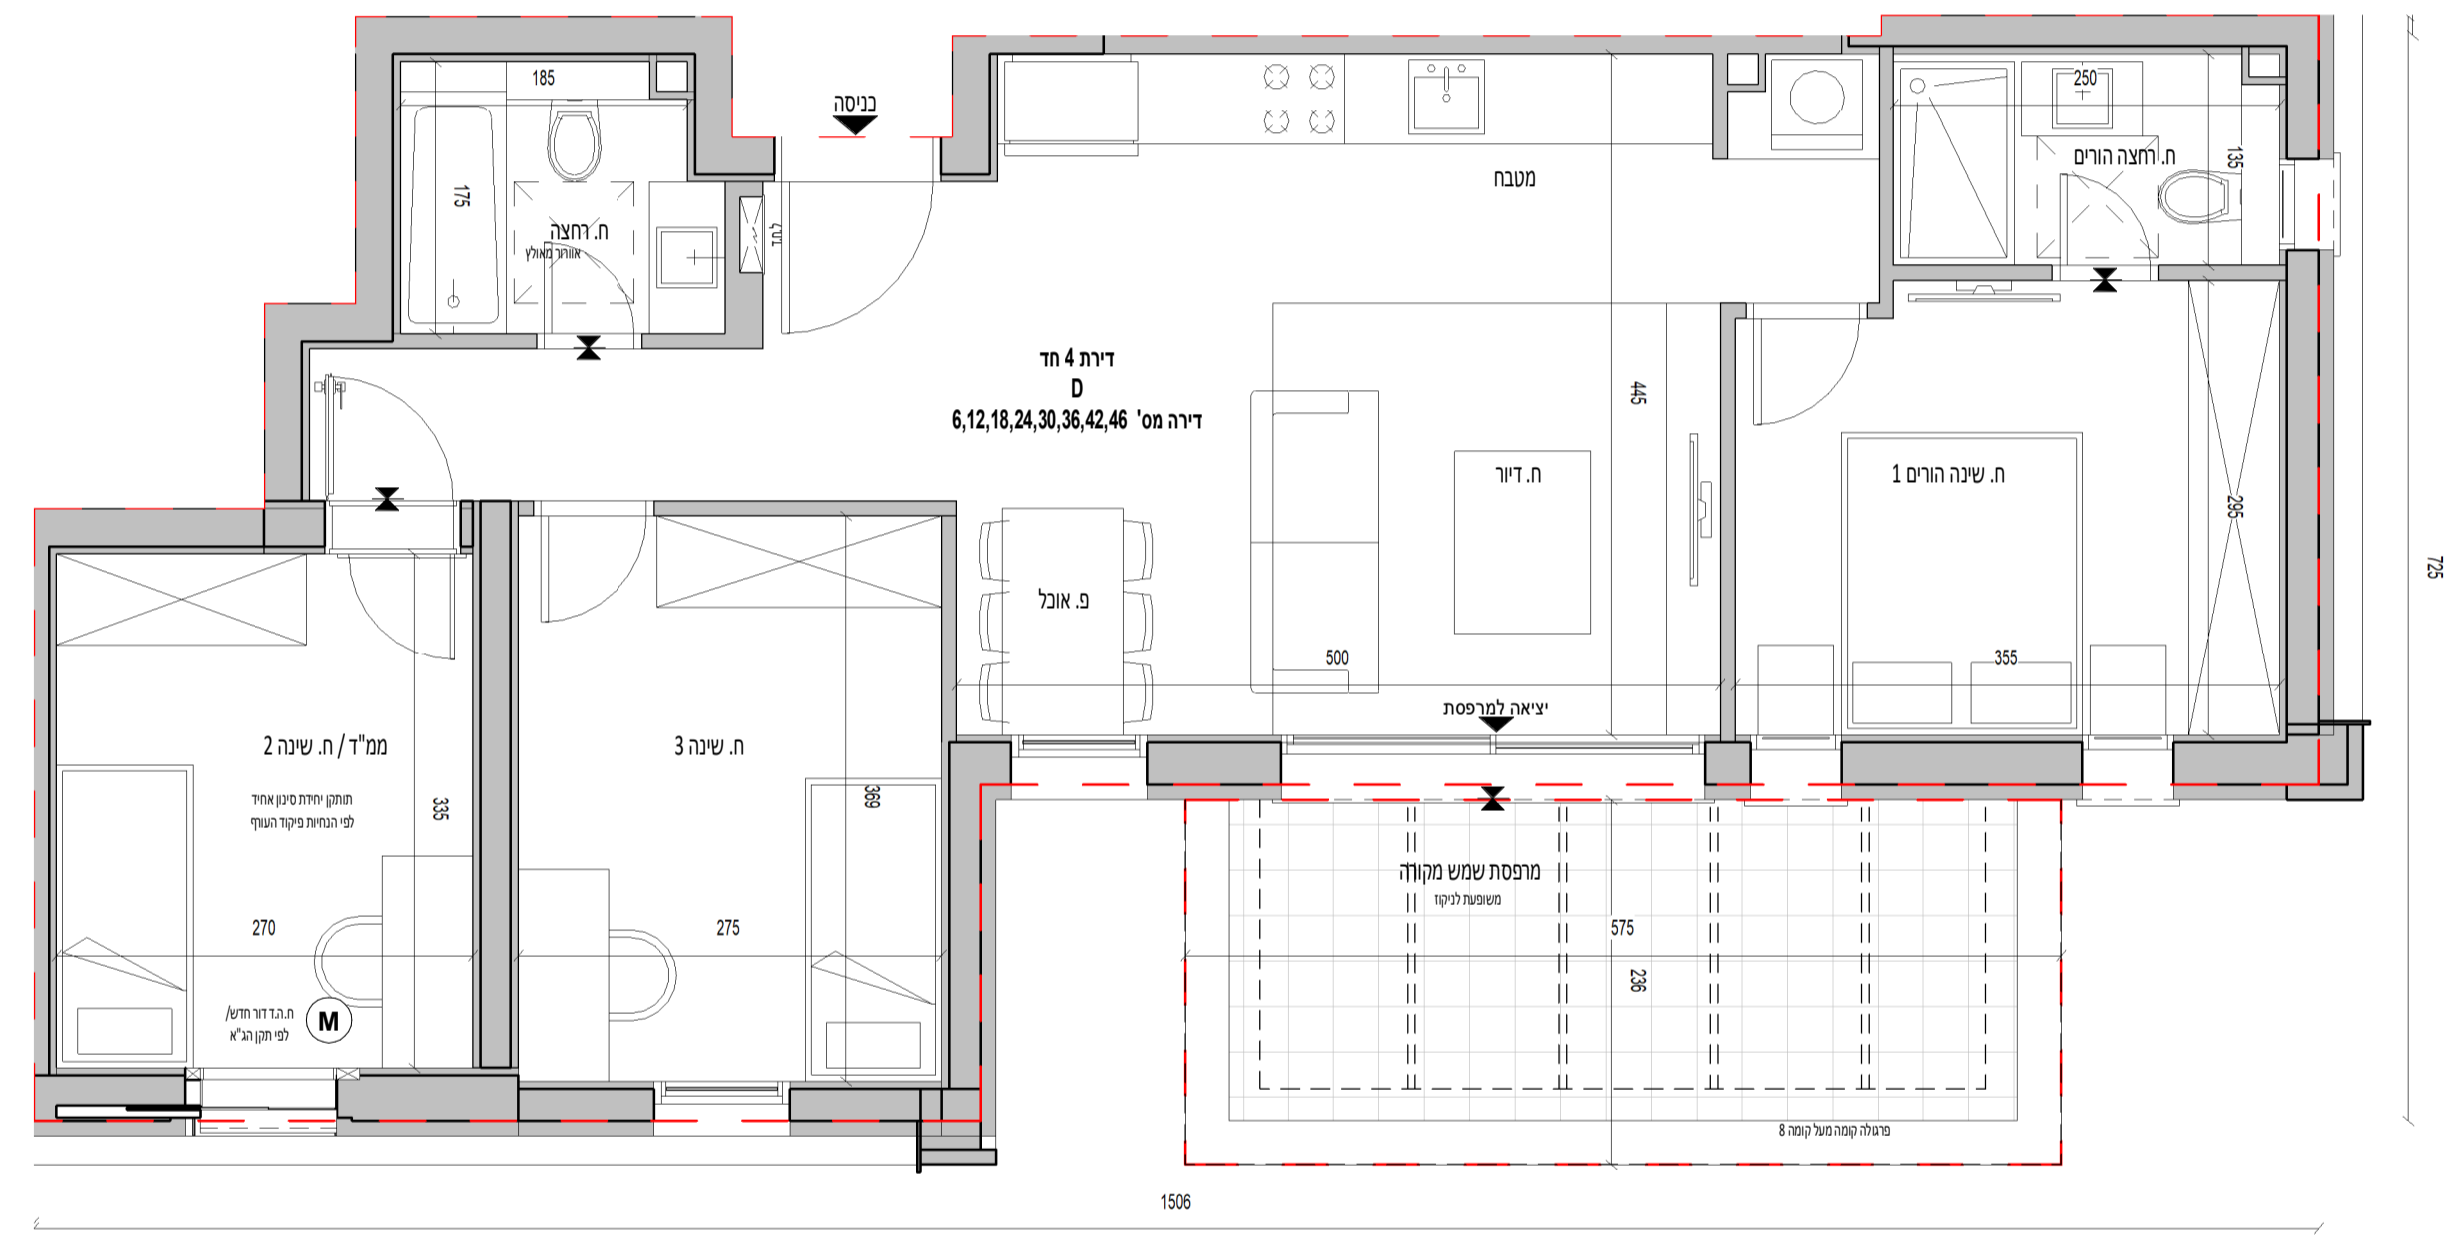 185
כניסה
250
175
ח. רחצה
אוורור מאולץ
ל.ח.ד
מטבח
ח. רחצה הורים
135
דירת 4 חד
D
דירה מס' 6,12,18,24,30,36,42,46
445
ח. דיור
ח. שינה הורים 1
295
725
פ. אוכל
500
355
יציאה למרפסת
ממ"ד / ח. שינה 2
תותקן יחידת סינון אחיד
לפי הנחיות פיקוד העורף
335
ח. שינה 3
369
270
275
ח.ה.ד דור חדש/
לפי תקן הג"א
M
מרפסת שמש מקורה
משופעת לניקוז
575
236
פרגולה קומה מעל קומה 8
1506